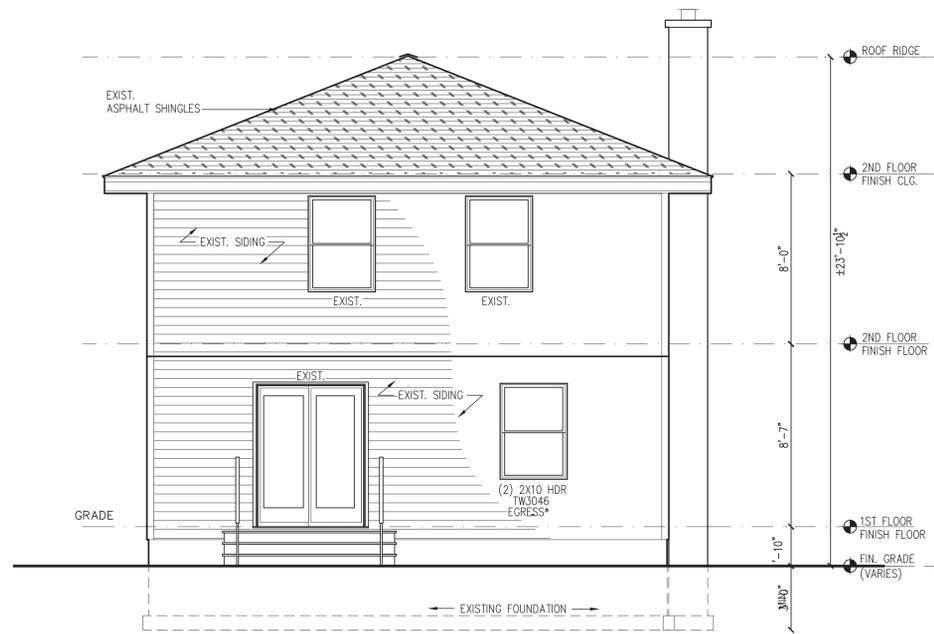 ROOF RIDGE
EXIST.
ASPHALT SHINGLES
2ND FLOOR
FINISH CLG.
EXIST. SIDING
8'-0"
±23'-10½"
EXIST.
EXIST.
2ND FLOOR
FINISH FLOOR
EXIST.
EXIST. SIDING
8'-7"
(2) 2X10 HDR
TW3046
EGRESS*
GRADE
1ST FLOOR
FINISH FLOOR
'-10"
FIN. GRADE
(VARIES)
EXISTING FOUNDATION